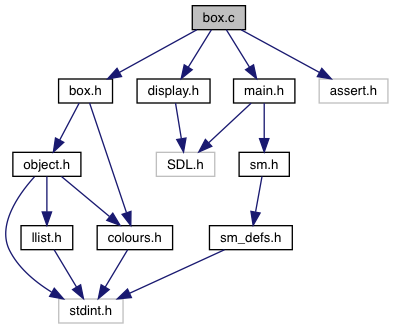 box.c
box.h
display.h
main.h
assert.h
object.h
SDL.h
sm.h
llist.h
colours.h
sm_defs.h
stdint.h